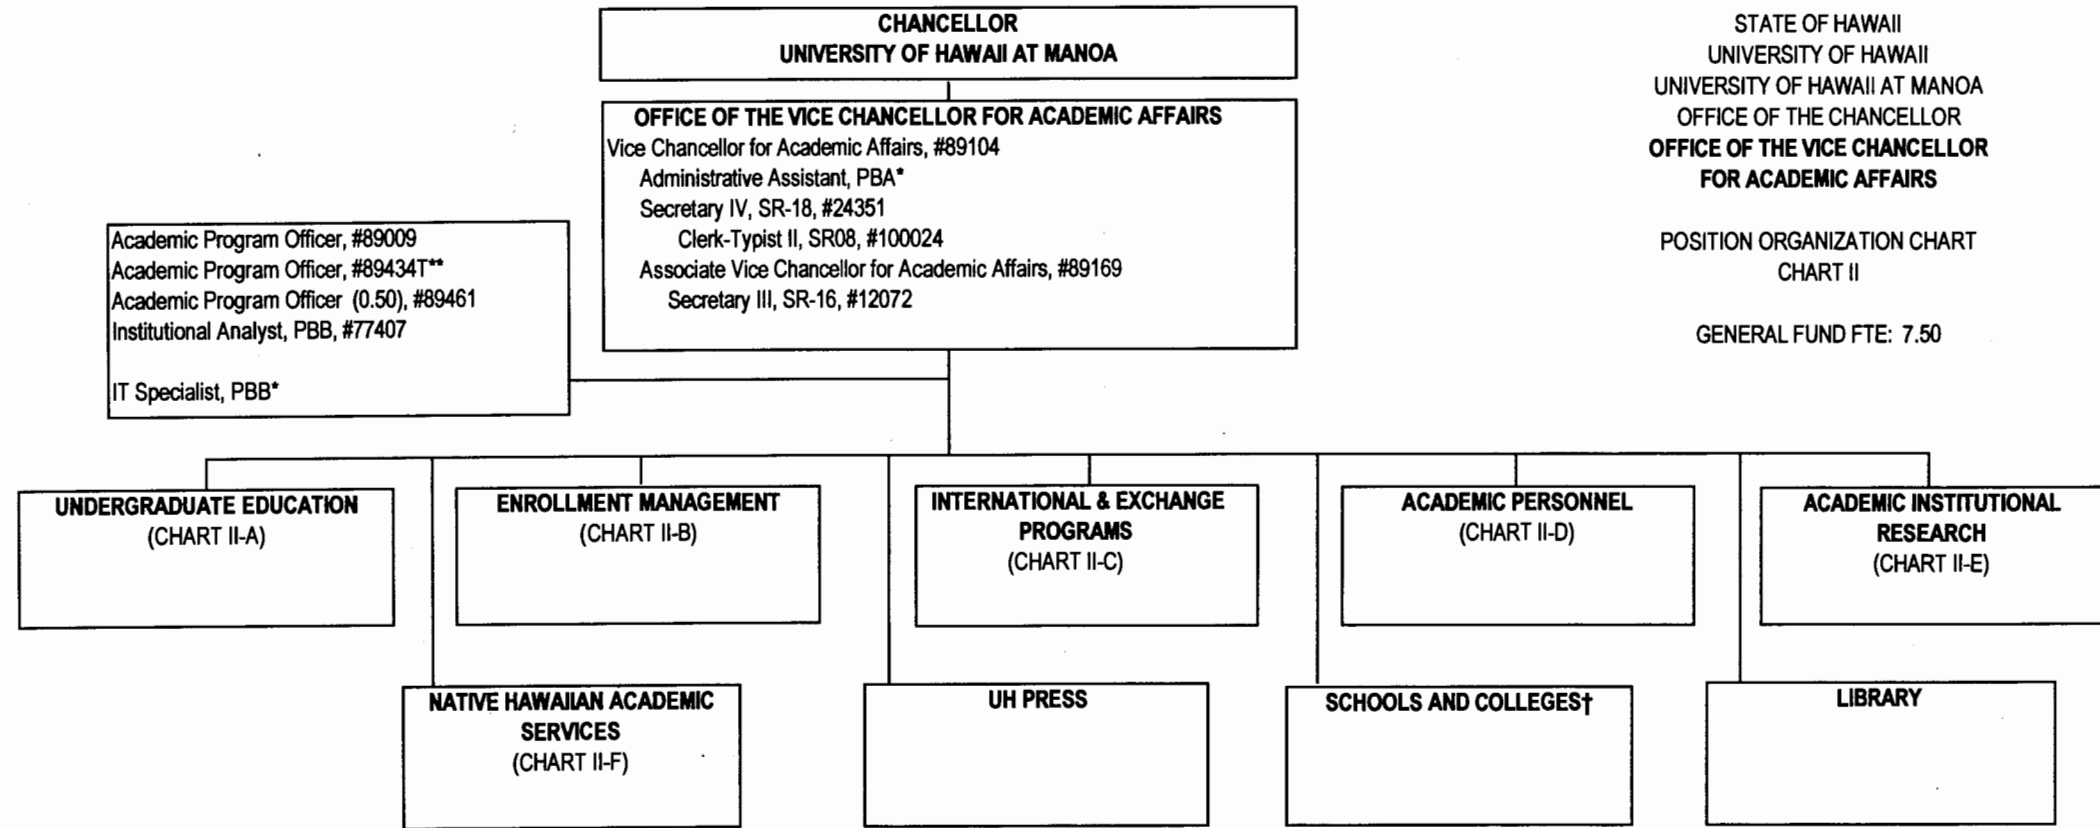 CHANCELLOR
UNIVERSITY OF HAWAII AT MANOA
STATE OF HAWAII
UNIVERSITY OF HAWAII
UNIVERSITY OF HAWAII AT MANOA
OFFICE OF THE CHANCELLOR
OFFICE OF THE VICE CHANCELLOR
FOR ACADEMIC AFFAIRS
POSITION ORGANIZATION CHART
CHART II
GENERAL FUND FTE: 7.50
OFFICE OF THE VICE CHANCELLOR FOR ACADEMIC AFFAIRS
Vice Chancellor for Academic Affairs, #89104
Administrative Assistant, PBA*
Secretary IV, SR-18, #24351
Clerk-Typist II, SR08, #100024
Associate Vice Chancellor for Academic Affairs, #89169
Secretary III, SR-16, #12072
Academic Program Officer, #89009
Academic Program Officer, #89434T**
Academic Program Officer (0.50), #89461
Institutional Analyst, PBB, #77407
IT Specialist, PBB*
UNDERGRADUATE EDUCATION
(CHART II-A)
ENROLLMENT MANAGEMENT
(CHART II-B)
INTERNATIONAL & EXCHANGE
PROGRAMS
(CHART II-C)
ACADEMIC PERSONNEL
(CHART II-D)
ACADEMIC INSTITUTIONAL
RESEARCH
(CHART II-E)
NATIVE HAWAIIAN ACADEMIC
SERVICES
(CHART II-F)
UH PRESS
SCHOOLS AND COLLEGES†
LIBRARY